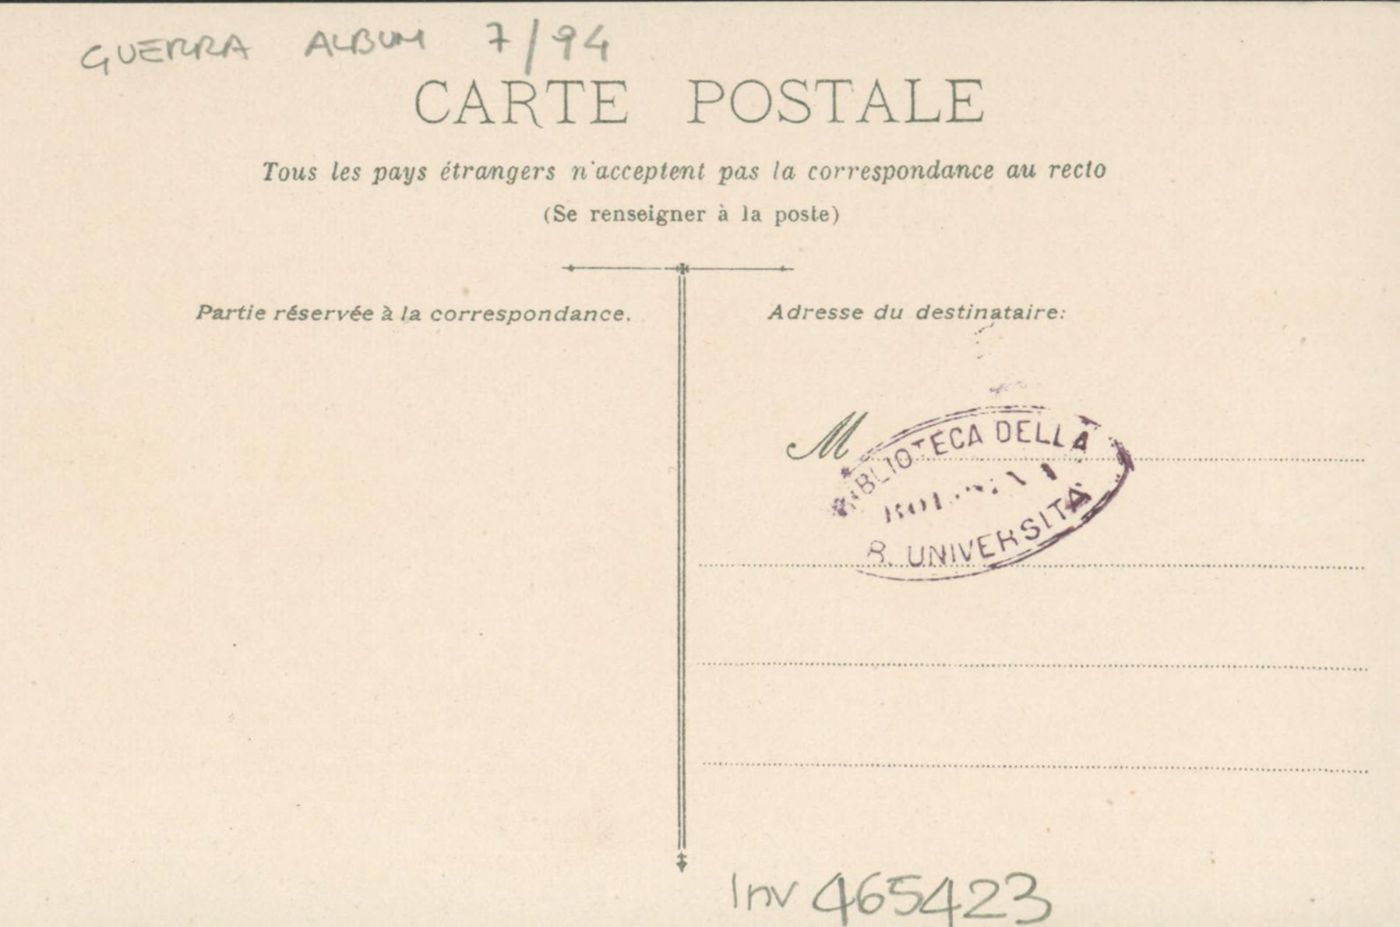 GUERRA ALBUM 7/94
CARTE POSTALE
Tous les pays étrangers n'acceptent pas la correspondance au recto
(Se renseigner à la poste)
Partie réservée à la correspondance.
Adresse du destinataire:
M
BIBLIOTECA DELLA
R. UNIVERSITÀ
Inv 465423